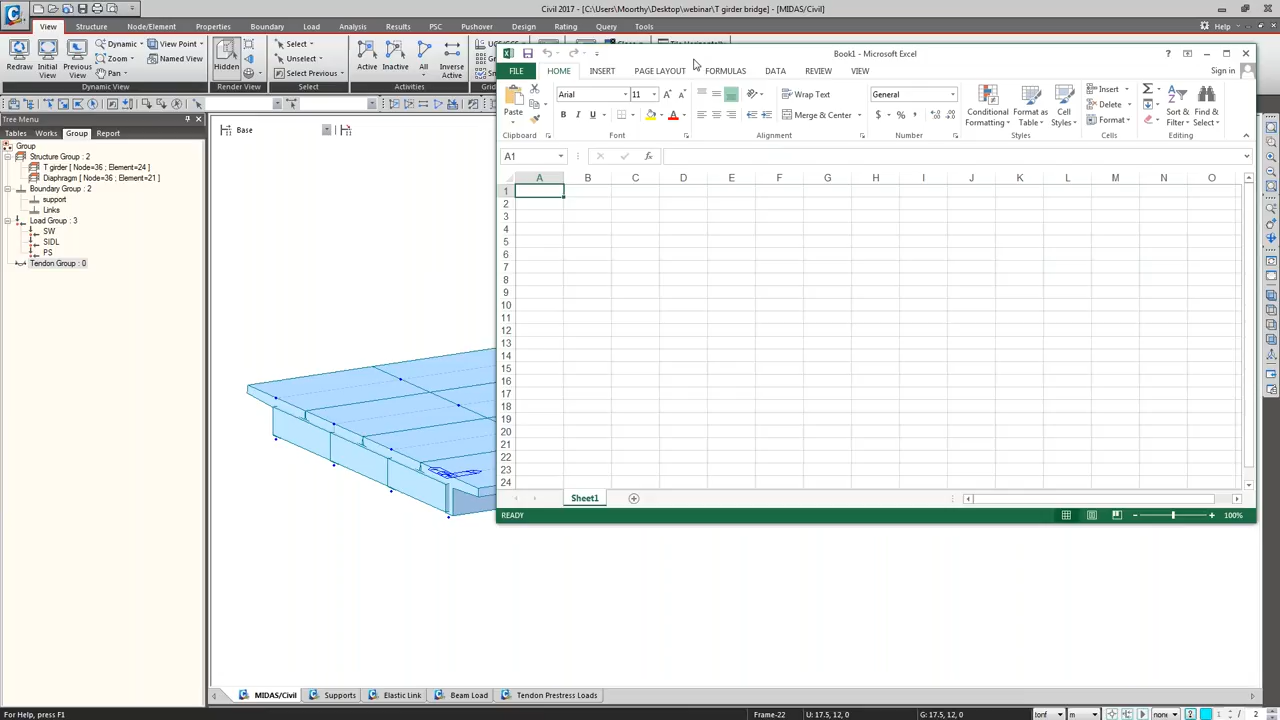 Civil 2017 - [C:\Users\Moorthy\Desktop\webinar\T girder bridge] - [MIDAS/Civil]
View Structure Node/Element Properties Boundary Load Analysis Results PSC Pushover Design Rating Query Tools Help
Redraw Initial View Previous View Dynamic Zoom Pan View Point Named View Hidden Select Unselect Select Previous Active Inactive All Inverse Active
Dynamic View Render View Select Activities
Tree Menu
Tables Works Group Report
Base
Group
Structure Group : 2
T girder [ Node=36 ; Element=24 ]
Diaphragm [ Node=36 ; Element=21 ]
Boundary Group : 2
support
Links
Load Group : 3
SW
SIDL
PS
Tendon Group : 0
Book1 - Microsoft Excel
FILE HOME INSERT PAGE LAYOUT FORMULAS DATA REVIEW VIEW Sign in
Paste Arial 11 Wrap Text General Conditional Formatting Format as Table Cell Styles Insert Sort & Filter Find & Select
B I U Merge & Center $ % Delete
Format
Clipboard Font Alignment Number Styles Cells Editing
A1 fx
A B C D E F G H I J K L M N O
1
2
3
4
5
6
7
8
9
10
11
12
13
14
15
16
17
18
19
20
21
22
23
24
Sheet1
READY 100%
MIDAS/Civil Supports Elastic Link Beam Load Tendon Prestress Loads
For Help, press F1 Frame-22 U: 17.5, 12, 0 G: 17.5, 12, 0 tonf m none 1 / 2